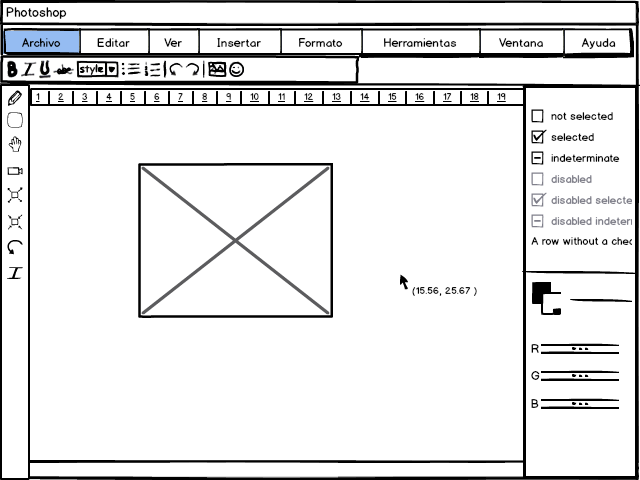 Photoshop
Archivo Editar Ver Insertar Formato Herramientas Ventana Ayuda
B I U abc style
1 2 3 4 5 6 7 8 9 10 11 12 13 14 15 16 17 18 19
I
not selected
selected
indeterminate
disabled
disabled selecte
disabled indeter
A row without a chec
(15.56, 25.67 )
R
G
B